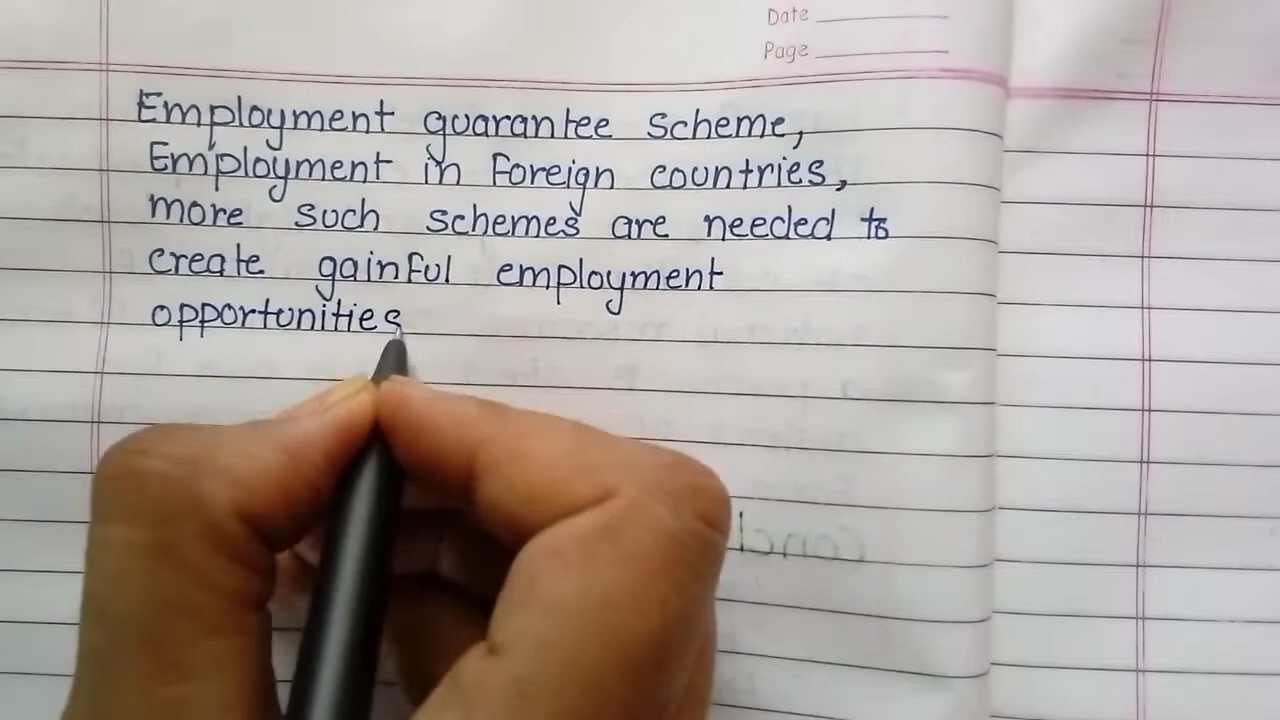 Date
Page
Employment guarantee scheme,
Employment in Foreign countries,
more such schemes are needed to
create gainful employment
opportunities